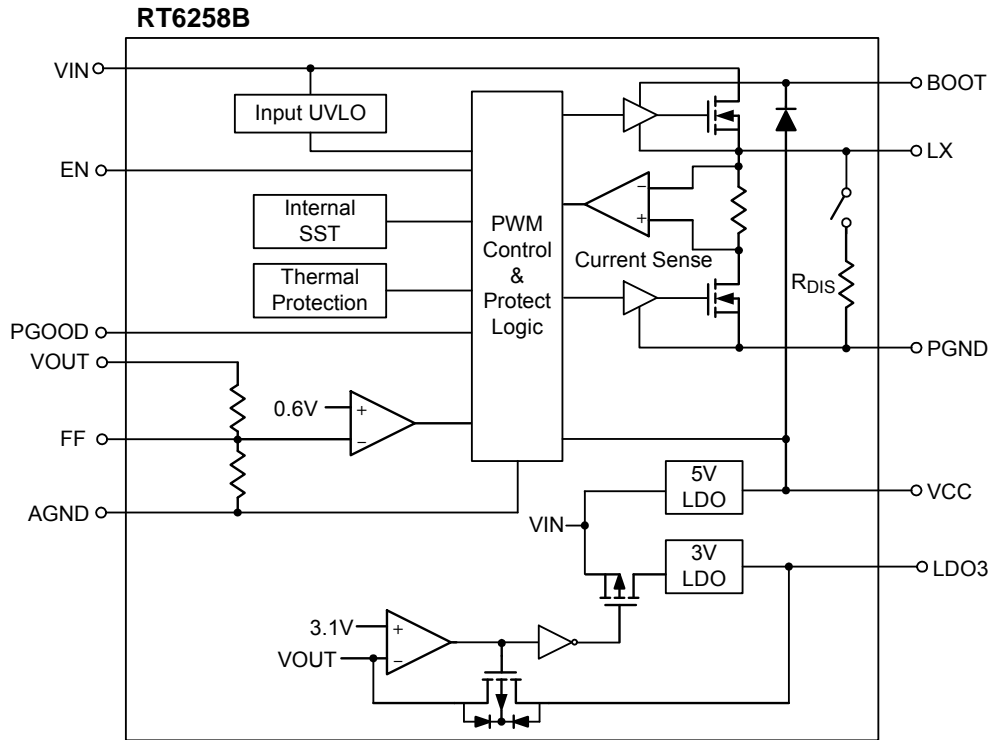 RT6258B
VIN
BOOT
Input UVLO
LX
EN
−
+
Internal
SST
PWM
Control
&
Protect
Logic
Current Sense
RDIS
Thermal
Protection
PGOOD
PGND
VOUT
0.6V
+
−
FF
5V
LDO
VCC
AGND
VIN
3V
LDO
LDO3
3.1V
+
VOUT
−